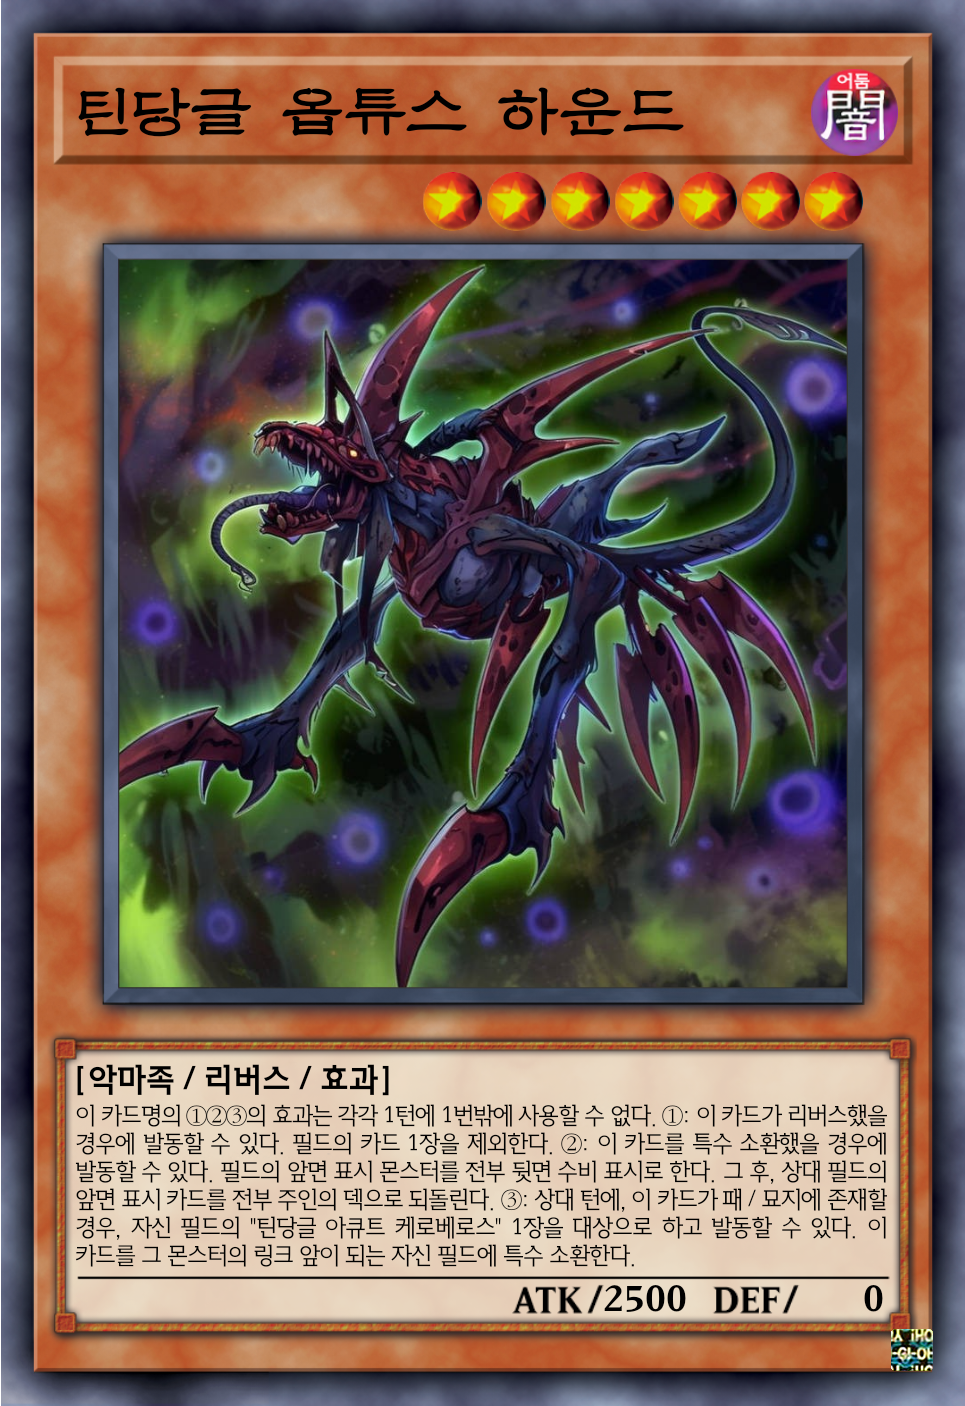 틴당글 옵튜스 하운드
어둠
闇
[악마족 / 리버스 / 효과]
이 카드명의 ①②③의 효과는 각각 1턴에 1번밖에 사용할 수 없다. ①: 이 카드가 리버스했을
경우에 발동할 수 있다. 필드의 카드 1장을 제외한다. ②: 이 카드를 특수 소환했을 경우에
발동할 수 있다. 필드의 앞면 표시 몬스터를 전부 뒷면 수비 표시로 한다. 그 후, 상대 필드의
앞면 표시 카드를 전부 주인의 덱으로 되돌린다. ③: 상대 턴에, 이 카드가 패 / 묘지에 존재할
경우, 자신 필드의 "틴당글 아큐트 케로베로스" 1장을 대상으로 하고 발동할 수 있다. 이
카드를 그 몬스터의 링크 앞이 되는 자신 필드에 특수 소환한다.
ATK/2500 DEF/ 0